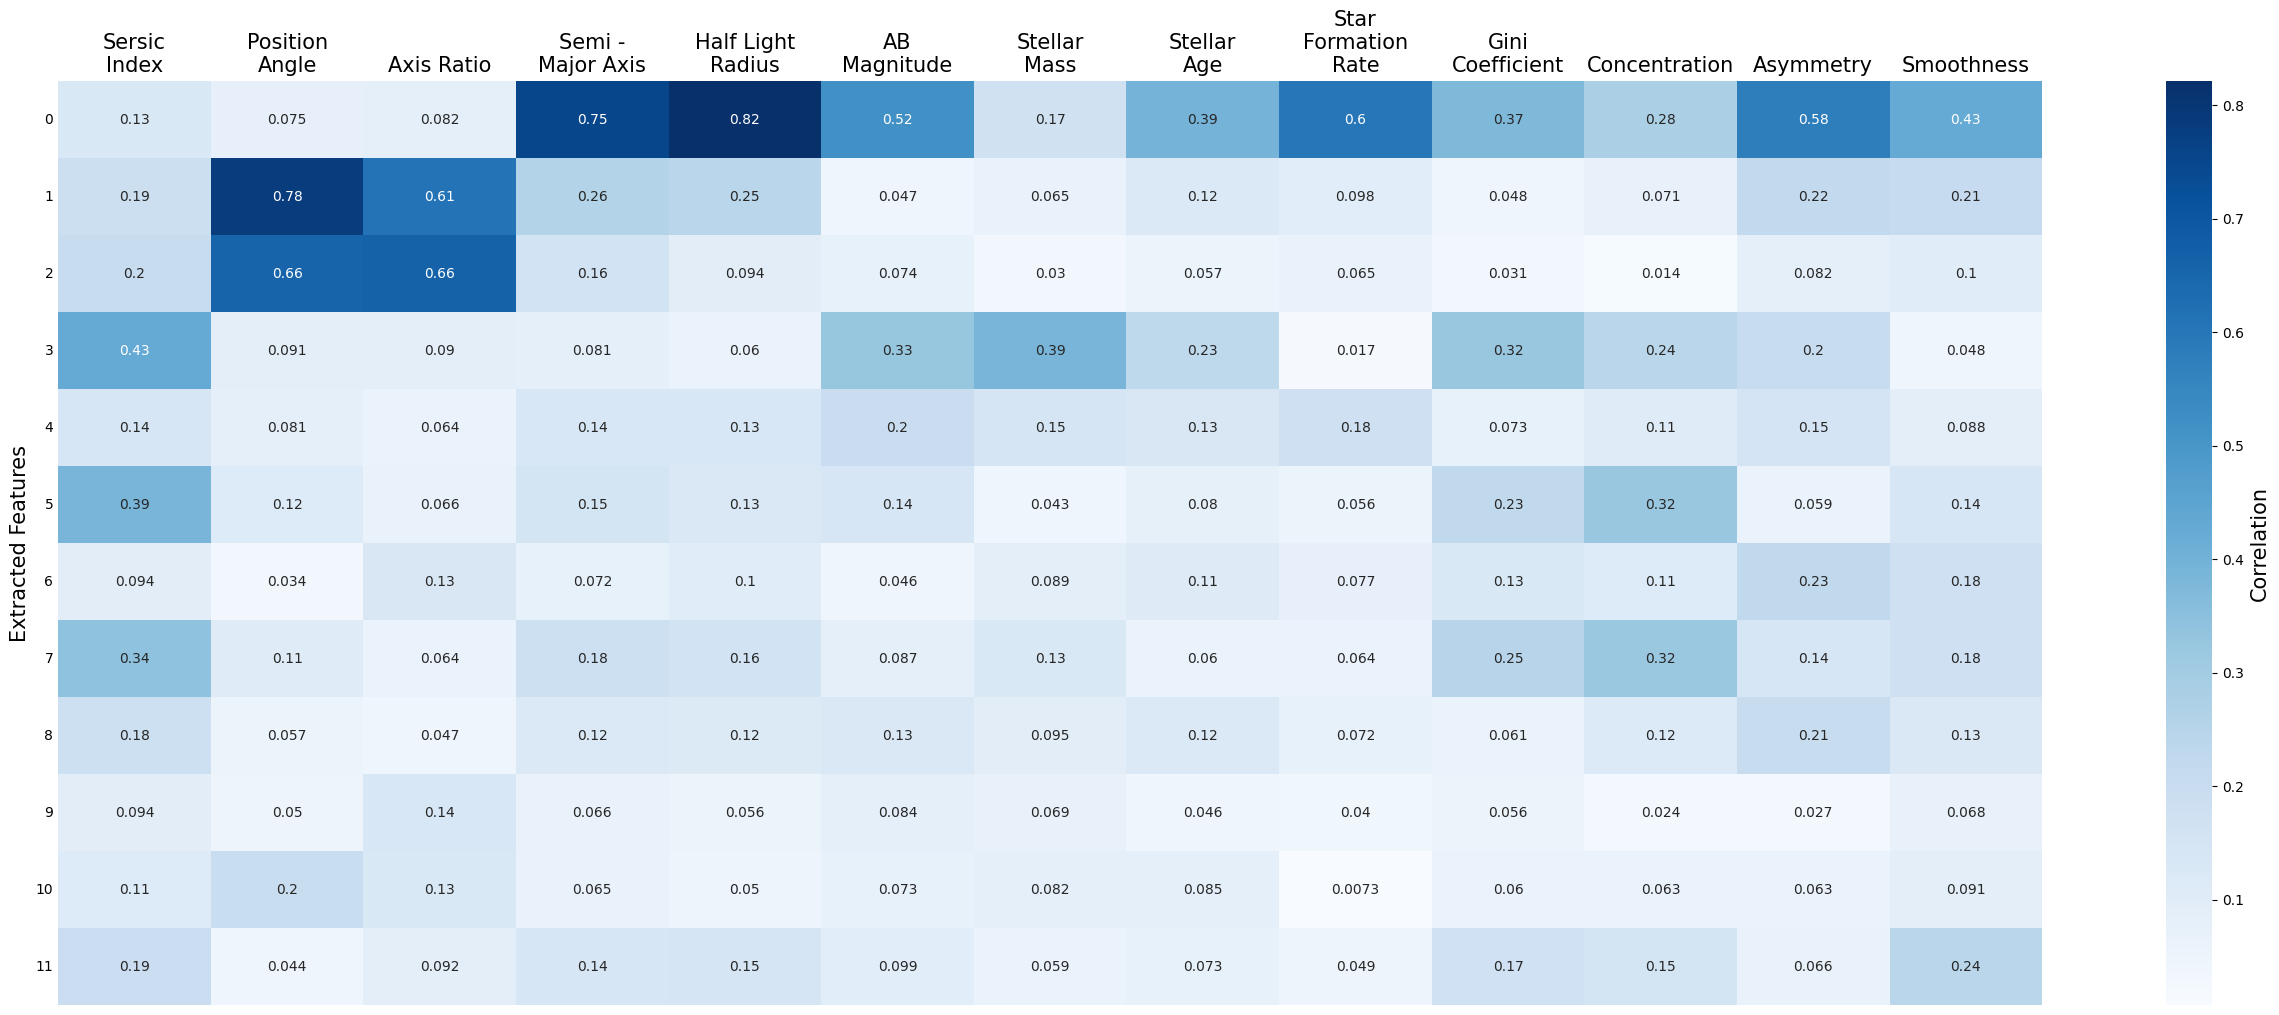 Star
Sersic Position Semi - Half Light AB Stellar Stellar Formation Gini
Index Angle Axis Ratio Major Axis Radius Magnitude Mass Age Rate Coefficient Concentration Asymmetry Smoothness
0 0.13 0.075 0.082 0.75 0.82 0.52 0.17 0.39 0.6 0.37 0.28 0.58 0.43
1 0.19 0.78 0.61 0.26 0.25 0.047 0.065 0.12 0.098 0.048 0.071 0.22 0.21
2 0.2 0.66 0.66 0.16 0.094 0.074 0.03 0.057 0.065 0.031 0.014 0.082 0.1
3 0.43 0.091 0.09 0.081 0.06 0.33 0.39 0.23 0.017 0.32 0.24 0.2 0.048
4 0.14 0.081 0.064 0.14 0.13 0.2 0.15 0.13 0.18 0.073 0.11 0.15 0.088
5 0.39 0.12 0.066 0.15 0.13 0.14 0.043 0.08 0.056 0.23 0.32 0.059 0.14
6 0.094 0.034 0.13 0.072 0.1 0.046 0.089 0.11 0.077 0.13 0.11 0.23 0.18
7 0.34 0.11 0.064 0.18 0.16 0.087 0.13 0.06 0.064 0.25 0.32 0.14 0.18
8 0.18 0.057 0.047 0.12 0.12 0.13 0.095 0.12 0.072 0.061 0.12 0.21 0.13
9 0.094 0.05 0.14 0.066 0.056 0.084 0.069 0.046 0.04 0.056 0.024 0.027 0.068
10 0.11 0.2 0.13 0.065 0.05 0.073 0.082 0.085 0.0073 0.06 0.063 0.063 0.091
11 0.19 0.044 0.092 0.14 0.15 0.099 0.059 0.073 0.049 0.17 0.15 0.066 0.24
Extracted Features
0.8
0.7
0.6
0.5
0.4
0.3
0.2
0.1
Correlation